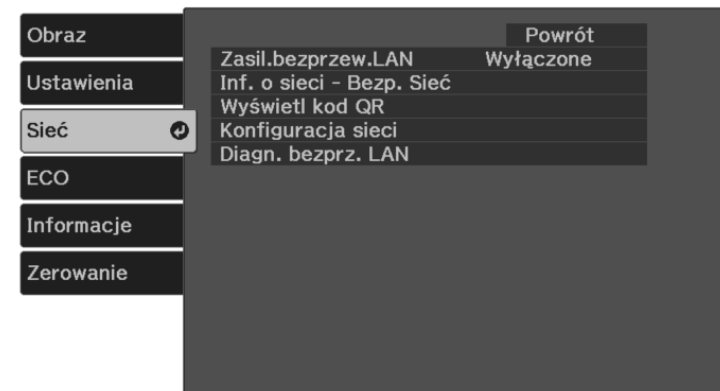 Obraz
Ustawienia
Sieć
ECO
Informacje
Zerowanie
Powrót
Zasil.bezprzew.LAN Wyłączone
Inf. o sieci - Bezp. Sieć
Wyświetl kod QR
Konfiguracja sieci
Diagn. bezprz. LAN